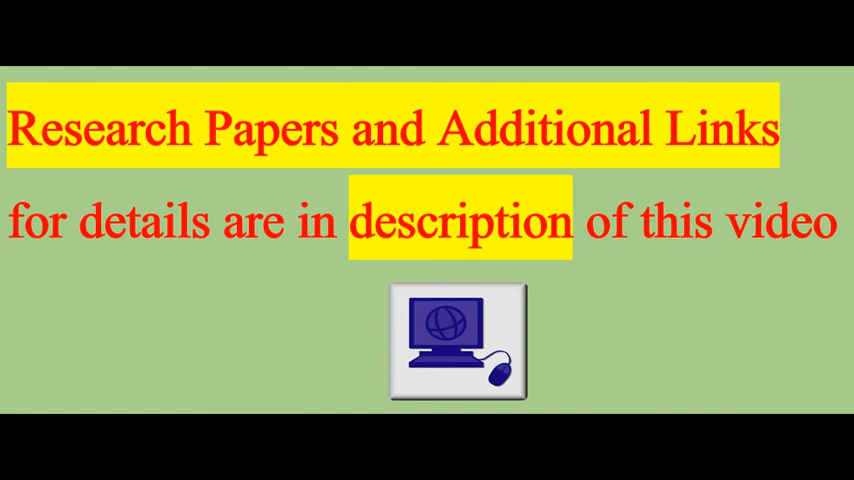 Research Papers and Additional Links
for details are in description of this video